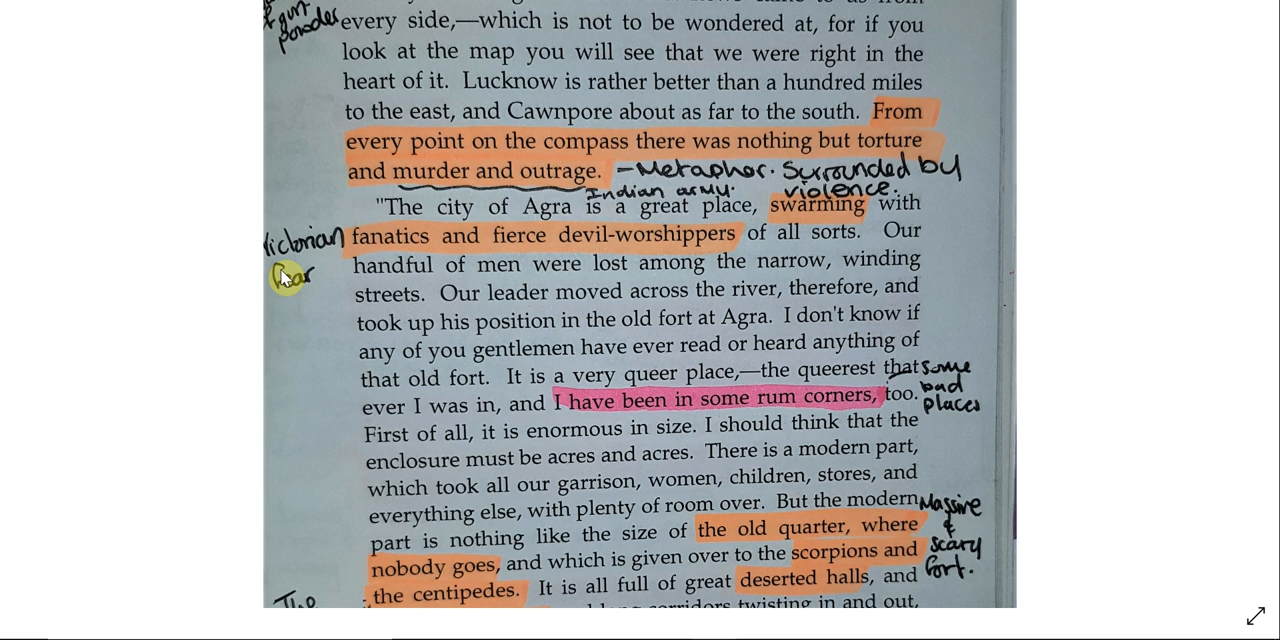 & gun
powder
every side,—which is not to be wondered at, for if you
look at the map you will see that we were right in the
heart of it. Lucknow is rather better than a hundred miles
to the east, and Cawnpore about as far to the south. From
every point on the compass there was nothing but torture
and murder and outrage. - Metaphor. Surrounded by
Indian army. violence.
"The city of Agra is a great place, swarming with
Victorian
fanatics and fierce devil-worshippers of all sorts. Our
fear
handful of men were lost among the narrow, winding
streets. Our leader moved across the river, therefore, and
took up his position in the old fort at Agra. I don't know if
any of you gentlemen have ever read or heard anything of
that old fort. It is a very queer place,—the queerest that
ever I was in, and I have been in some rum corners, too.
some
bad
places
First of all, it is enormous in size. I should think that the
enclosure must be acres and acres. There is a modern part,
which took all our garrison, women, children, stores, and
everything else, with plenty of room over. But the modern
part is nothing like the size of the old quarter, where
nobody goes, and which is given over to the scorpions and
the centipedes. It is all full of great deserted halls, and
Massive
&
scary
fort.
The
corridors twisting in and out,